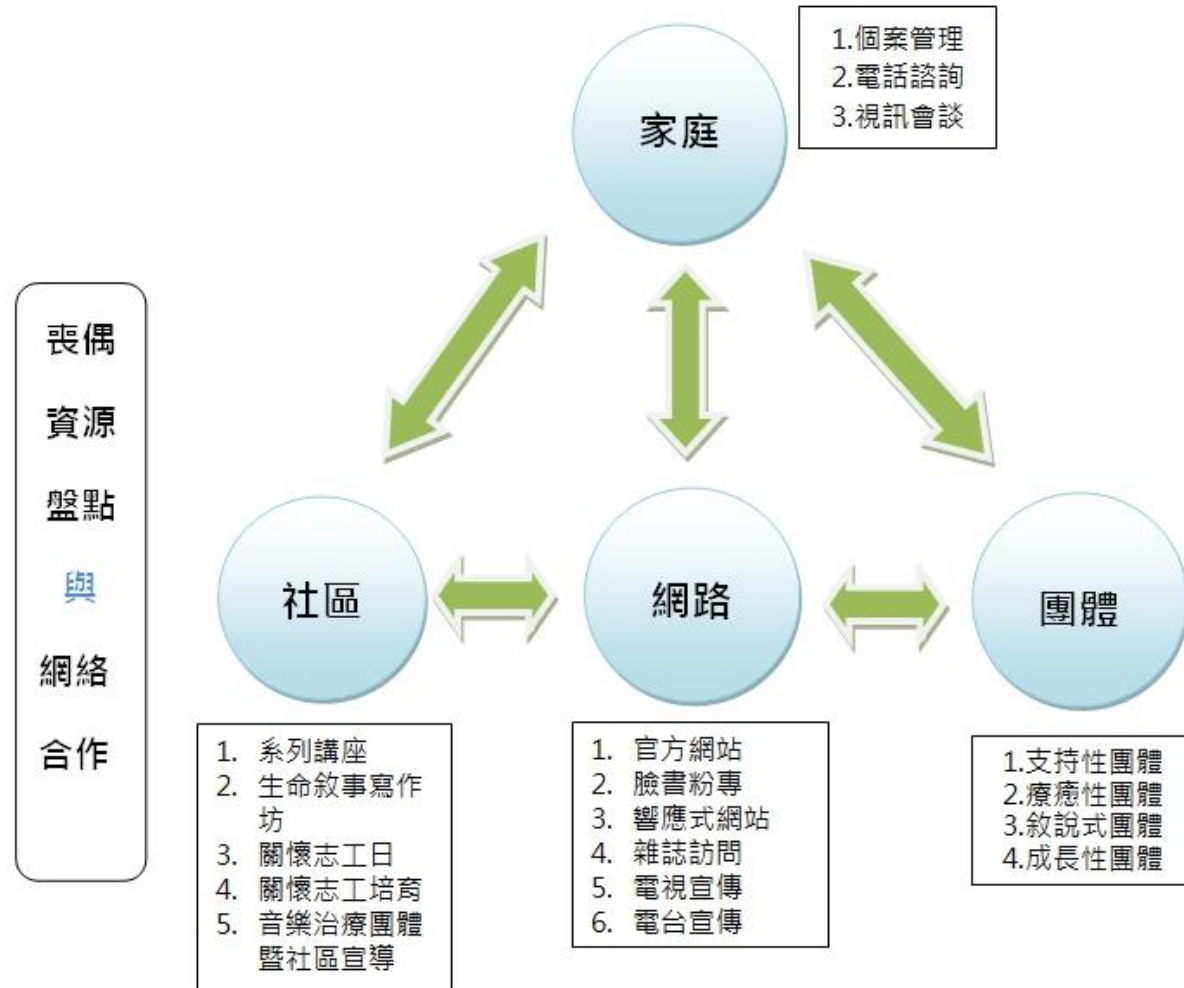 1.個案管理
2.電話諮詢
3.視訊會談
家庭
喪偶
資源
盤點
與
網絡
合作
社區
網路
團體
1. 系列講座
2. 生命敘事寫作
坊
3. 關懷志工日
4. 關懷志工培育
5. 音樂治療團體
暨社區宣導
1. 官方網站
2. 臉書粉專
3. 響應式網站
4. 雜誌訪問
5. 電視宣傳
6. 電台宣傳
1.支持性團體
2.療癒性團體
3.敘說式團體
4.成長性團體